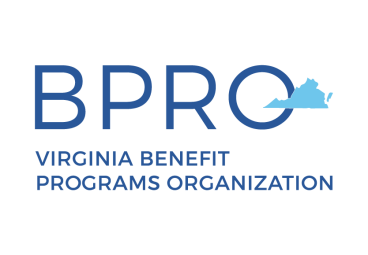 BPRO
VIRGINIA BENEFIT
PROGRAMS ORGANIZATION